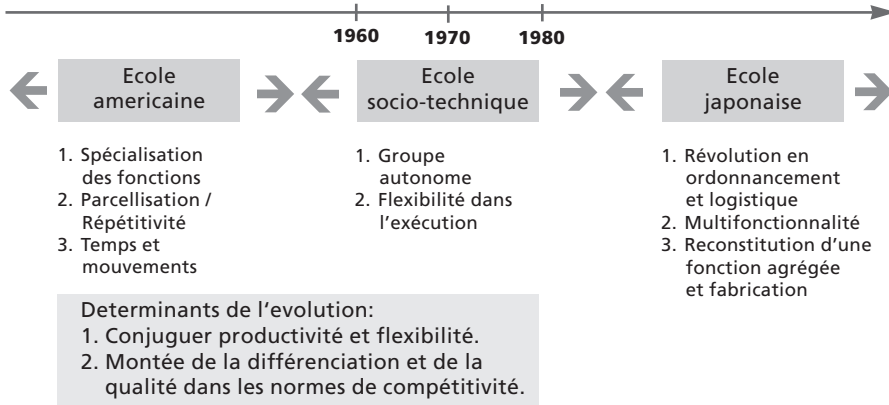 1960 1970 1980
Ecole
americaine
Ecole
socio-technique
Ecole
japonaise
1. Spécialisation
des fonctions
2. Parcellisation /
Répétitivité
3. Temps et
mouvements
1. Groupe
autonome
2. Flexibilité dans
l'exécution
1. Révolution en
ordonnancement
et logistique
2. Multifonctionnalité
3. Reconstitution d'une
fonction agrégée
et fabrication
Determinants de l'evolution:
1. Conjuguer productivité et flexibilité.
2. Montée de la différenciation et de la
qualité dans les normes de compétitivité.